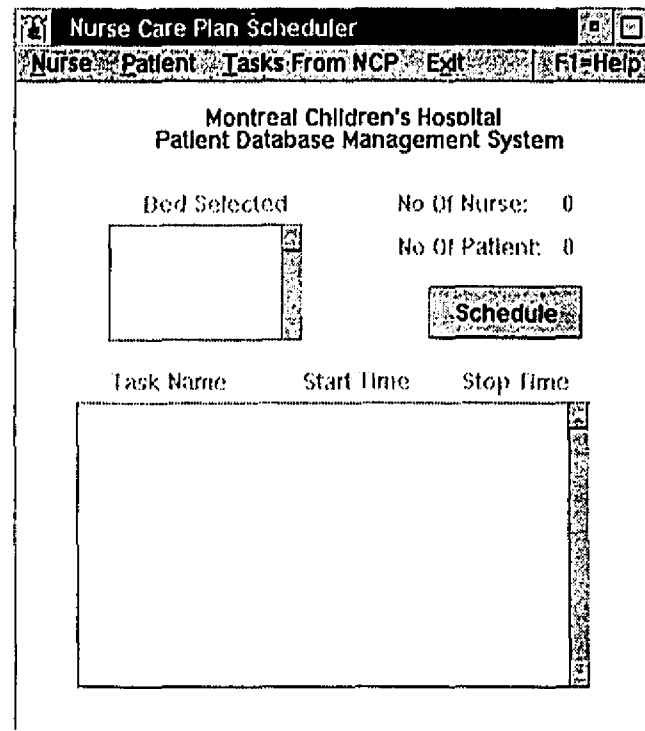 Nurse Care Plan Scheduler
Nurse Patient Tasks From NCP Exit F1=Help
Montreal Children's Hospital
Patient Database Management System
Bed Selected
No Of Nurse: 0
No Of Patient: 0
Schedule
Task Name Start Time Stop Time